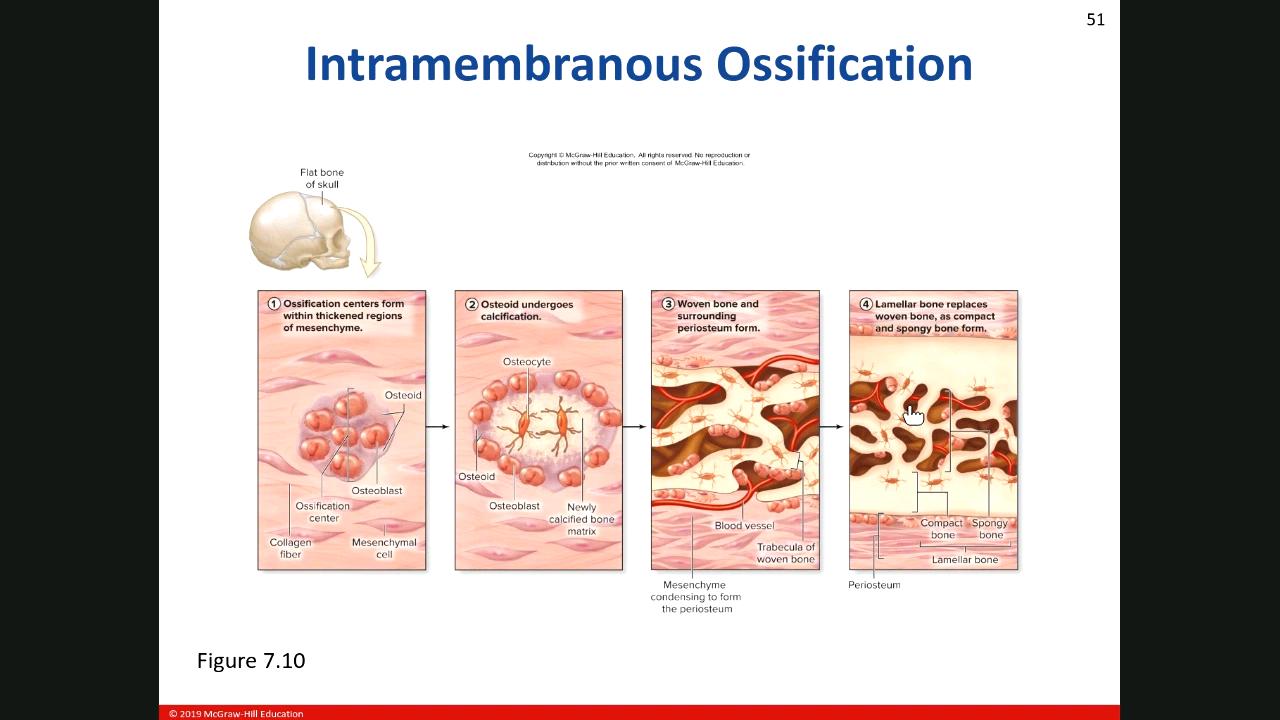 51
Intramembranous Ossification
Copyright © McGraw-Hill Education. All rights reserved. No reproduction or
distribution without the prior written consent of McGraw-Hill Education.
Flat bone
of skull
1 Ossification centers form
within thickened regions
of mesenchyme.
Osteoid
Osteoblast
Ossification
center
Collagen
fiber
Mesenchymal
cell
2 Osteoid undergoes
calcification.
Osteocyte
Osteoid
Osteoblast
Newly
calcified bone
matrix
3 Woven bone and
surrounding
periosteum form.
Blood vessel
Trabecula of
woven bone
Mesenchyme
condensing to form
the periosteum
4 Lamellar bone replaces
woven bone, as compact
and spongy bone form.
Compact
bone
Spongy
bone
Lamellar bone
Periosteum
Figure 7.10
© 2019 McGraw-Hill Education